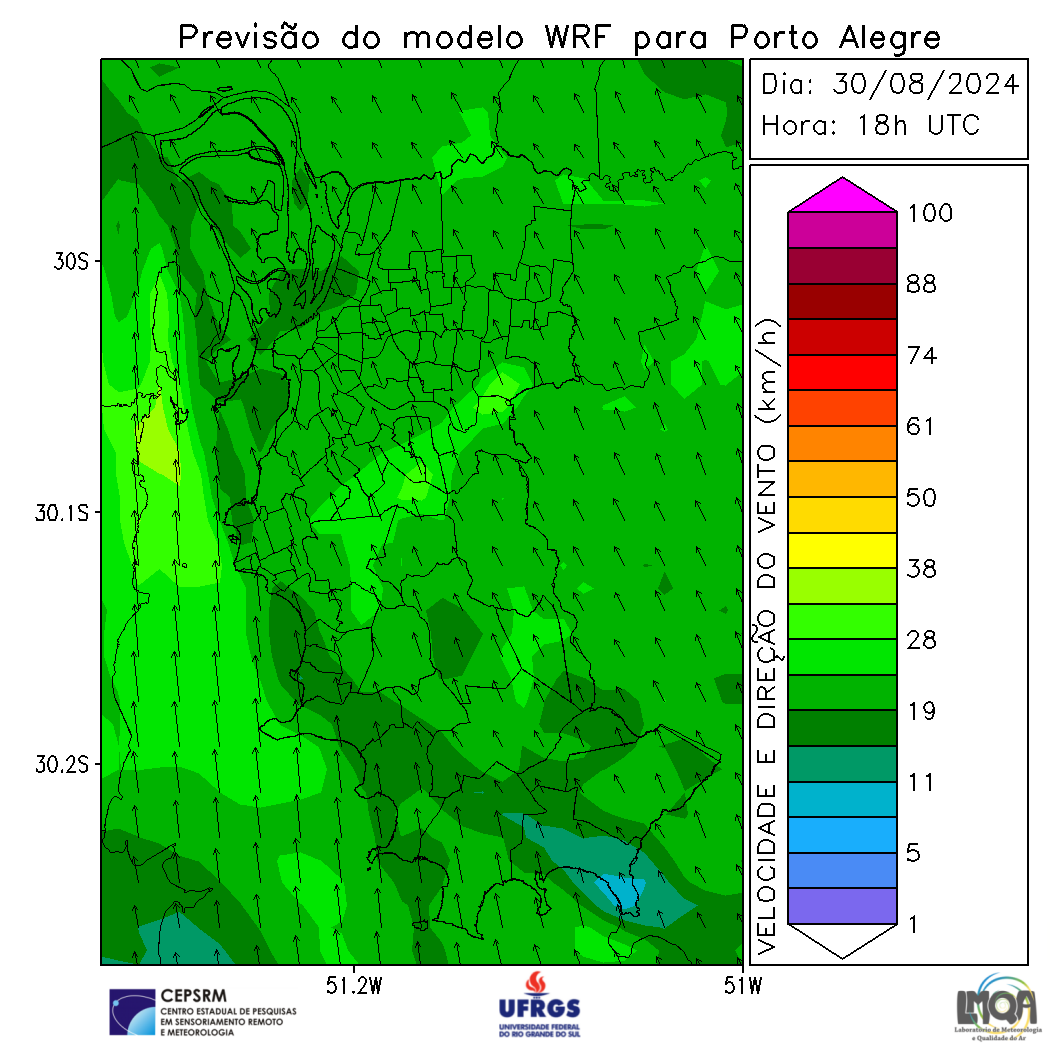 Previsão do modelo WRF para Porto Alegre
Dia: 30/08/2024
Hora: 18h UTC
30S
30.1S
30.2S
51.2W
51W
VELOCIDADE E DIREÇÃO DO VENTO (km/h)
100
88
74
61
50
38
28
19
11
5
1
CEPSRM
CENTRO ESTADUAL DE PESQUISAS
EM SENSORIAMENTO REMOTO
E METEOROLOGIA
UFRGS
UNIVERSIDADE FEDERAL
DO RIO GRANDE DO SUL
LMQA
Laboratório de Meteorologia
e Qualidade do Ar